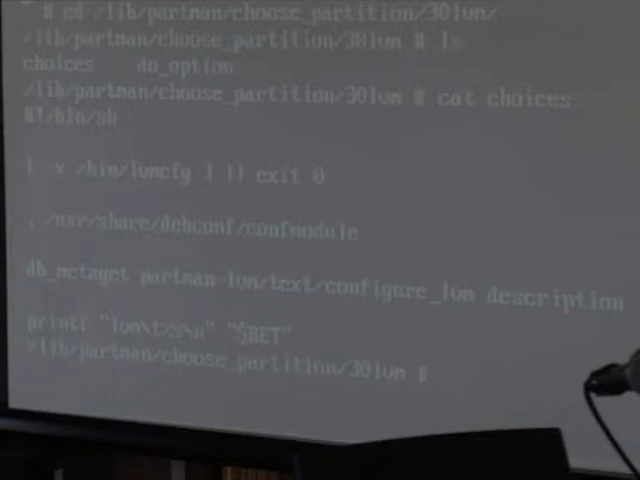 # cd /lib/partman/choose_partition/30lvm/
/lib/partman/choose_partition/30lvm # ls
choices do_option
/lib/partman/choose_partition/30lvm # cat choices
#!/bin/sh
[ -x /bin/lvmcfg ] || exit 0
. /usr/share/debconf/confmodule
db_metaget partman-lvm/text/configure_lvm description
printf "lvm\t%s\n" "$RET"
/lib/partman/choose_partition/30lvm #